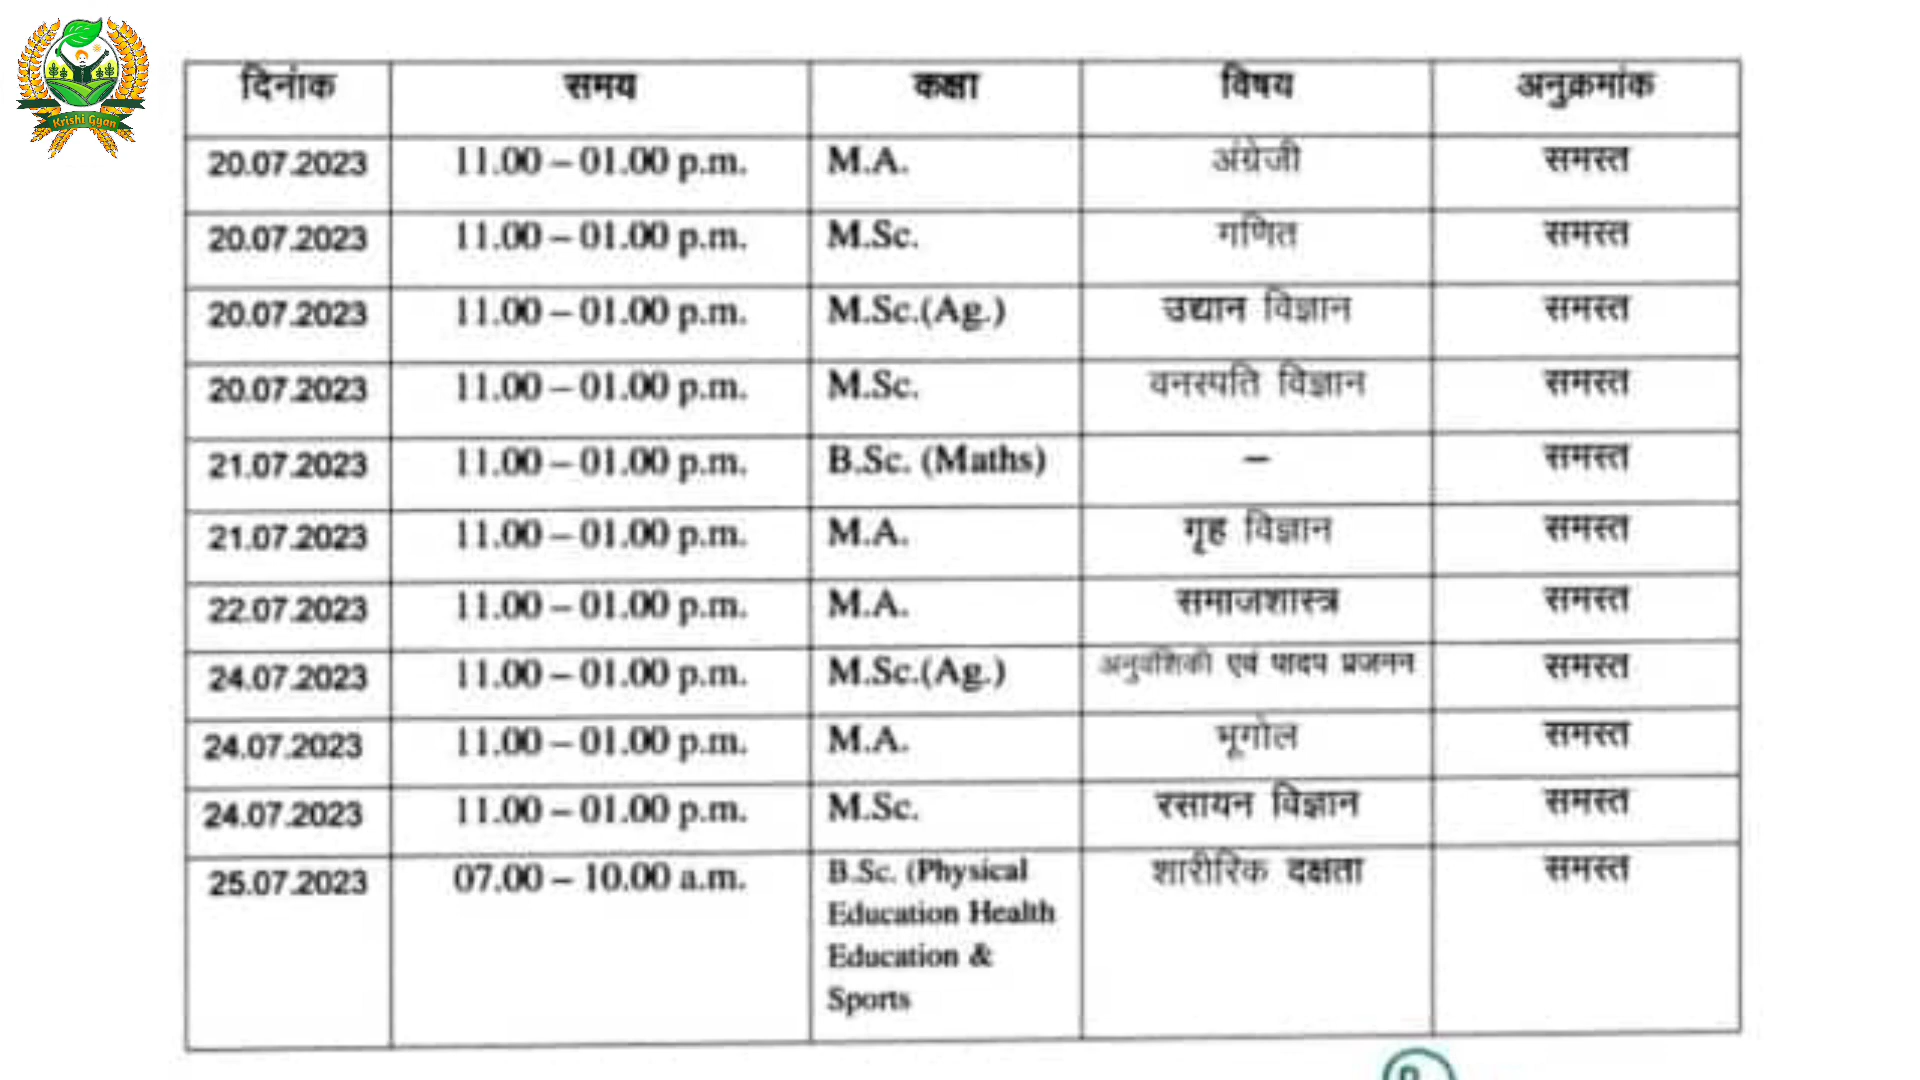 Krishi Gyan
दिनांक समय कक्षा विषय अनुक्रमांक
20.07.2023 11.00 – 01.00 p.m. M.A. अंग्रेजी समस्त
20.07.2023 11.00 – 01.00 p.m. M.Sc. गणित समस्त
20.07.2023 11.00 – 01.00 p.m. M.Sc.(Ag.) उद्यान विज्ञान समस्त
20.07.2023 11.00 – 01.00 p.m. M.Sc. वनस्पति विज्ञान समस्त
21.07.2023 11.00 – 01.00 p.m. B.Sc. (Maths) – समस्त
21.07.2023 11.00 – 01.00 p.m. M.A. गृह विज्ञान समस्त
22.07.2023 11.00 – 01.00 p.m. M.A. समाजशास्त्र समस्त
24.07.2023 11.00 – 01.00 p.m. M.Sc.(Ag.) अनुवंशिकी एवं पादप प्रजनन समस्त
24.07.2023 11.00 – 01.00 p.m. M.A. भूगोल समस्त
24.07.2023 11.00 – 01.00 p.m. M.Sc. रसायन विज्ञान समस्त
25.07.2023 07.00 – 10.00 a.m. B.Sc. (Physical शारीरिक दक्षता समस्त
Education Health
Education &
Sports